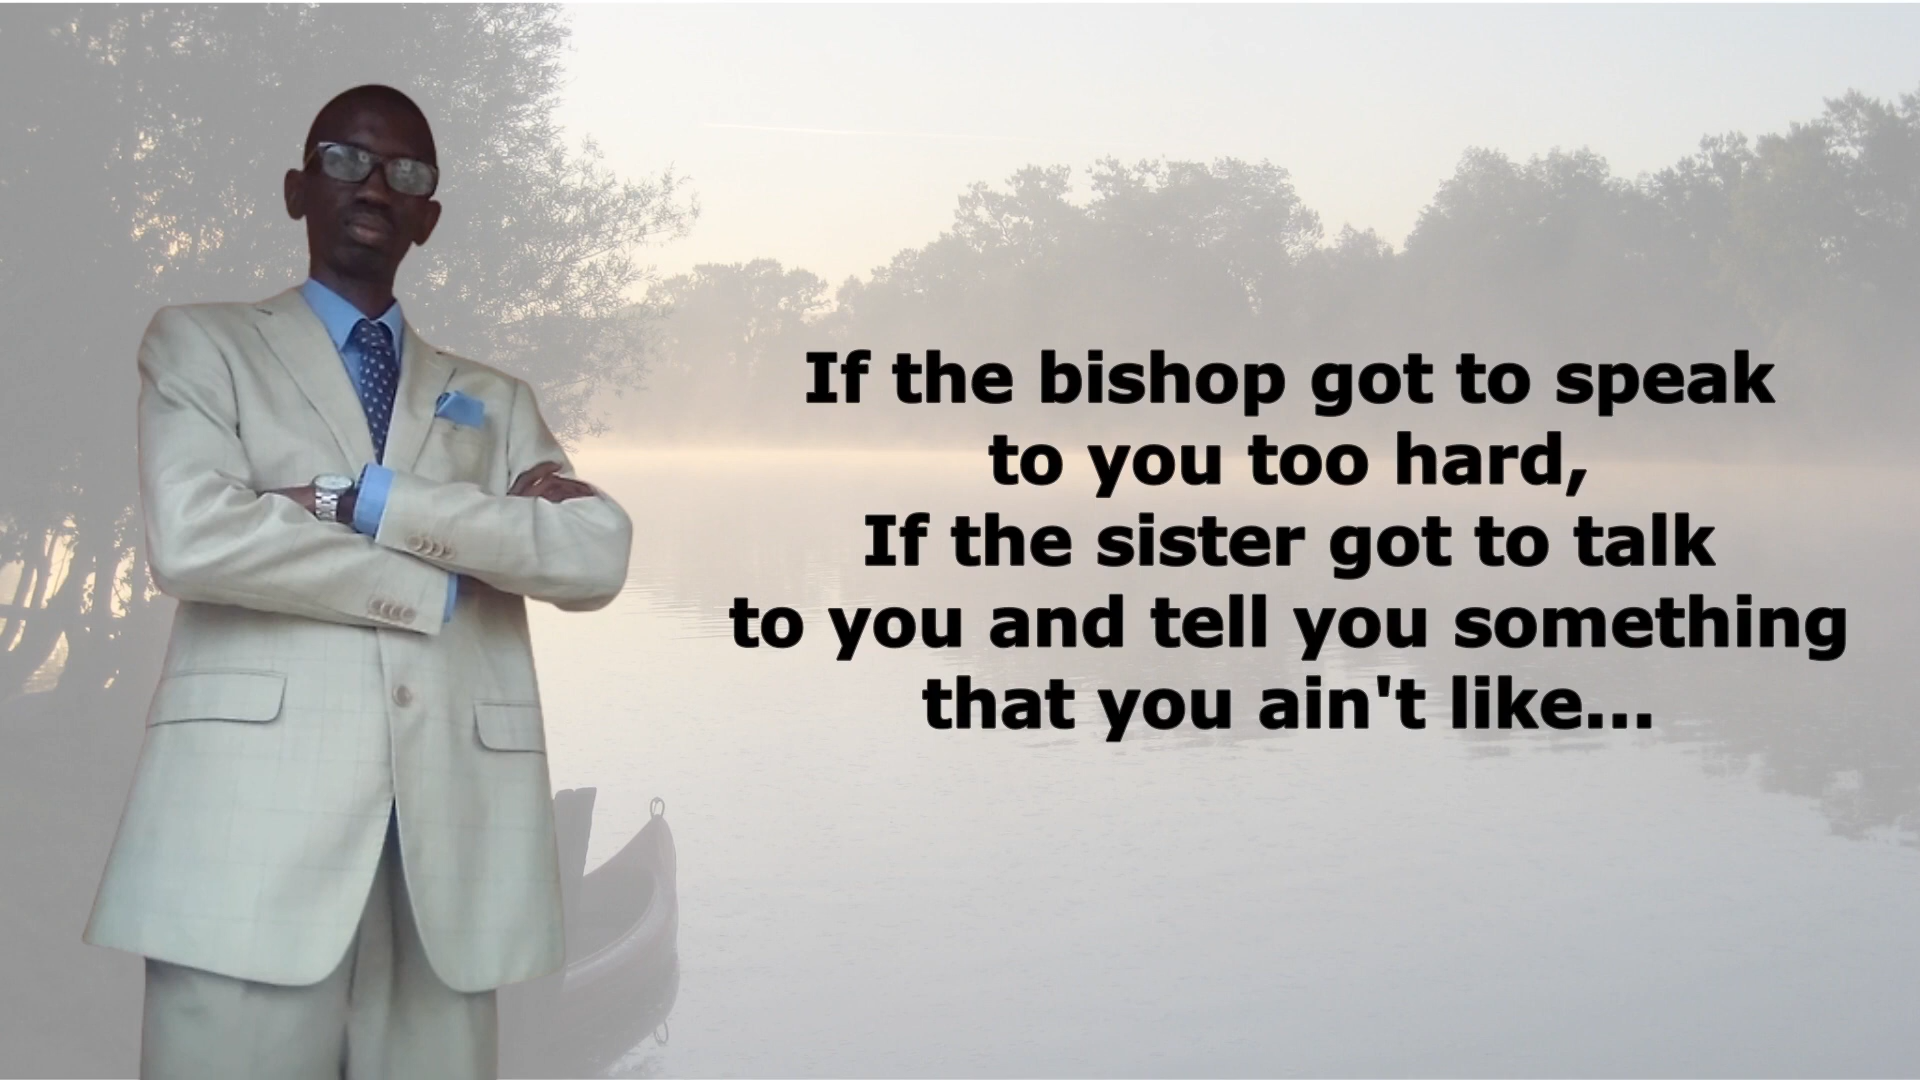 If the bishop got to speak
to you too hard,
If the sister got to talk
to you and tell you something
that you ain't like...